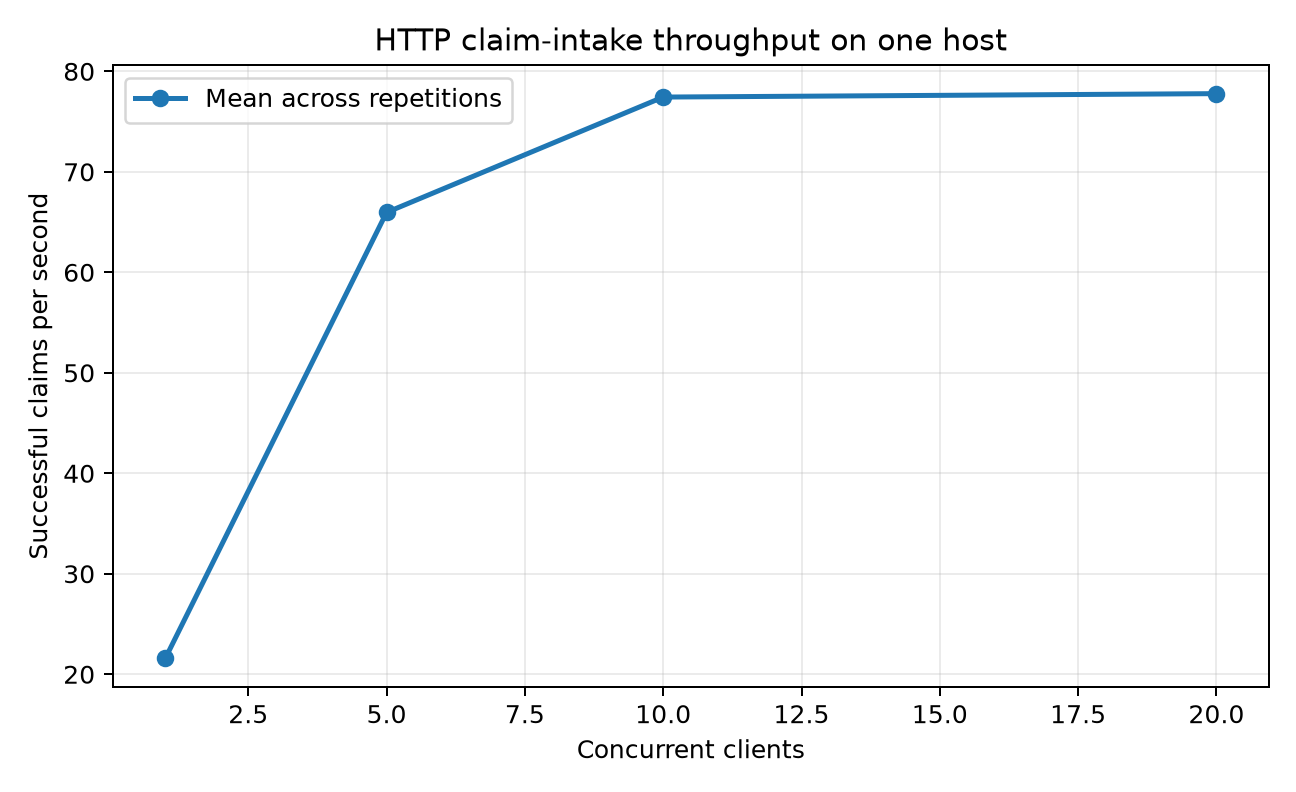 HTTP claim-intake throughput on one host
Mean across repetitions
Successful claims per second
80
70
60
50
40
30
20
2.5 5.0 7.5 10.0 12.5 15.0 17.5 20.0
Concurrent clients